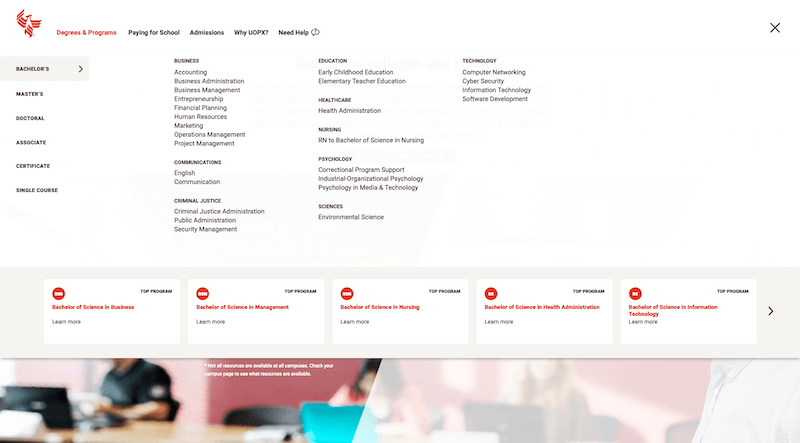 Degrees & Programs
Paying for School
Admissions
Why UOPX?
Need Help
BACHELOR'S
MASTER'S
DOCTORAL
ASSOCIATE
CERTIFICATE
SINGLE COURSE
BUSINESS
Accounting
Business Administration
Business Management
Entrepreneurship
Financial Planning
Human Resources
Marketing
Operations Management
Project Management
COMMUNICATIONS
English
Communication
CRIMINAL JUSTICE
Criminal Justice Administration
Public Administration
Security Management
EDUCATION
Early Childhood Education
Elementary Teacher Education
HEALTHCARE
Health Administration
NURSING
RN to Bachelor of Science in Nursing
PSYCHOLOGY
Correctional Program Support
Industrial-Organizational Psychology
Psychology in Media & Technology
SCIENCES
Environmental Science
TECHNOLOGY
Computer Networking
Cyber Security
Information Technology
Software Development
BSB
TOP PROGRAM
Bachelor of Science in Business
Learn more
BSM
TOP PROGRAM
Bachelor of Science in Management
Learn more
BSN
TOP PROGRAM
Bachelor of Science in Nursing
Learn more
BS
TOP PROGRAM
Bachelor of Science in Health Administration
Learn more
BS
TOP PROGRAM
Bachelor of Science in Information
Technology
Learn more
* Not all resources are available at all campuses. Check your
campus page to see what resources are available.